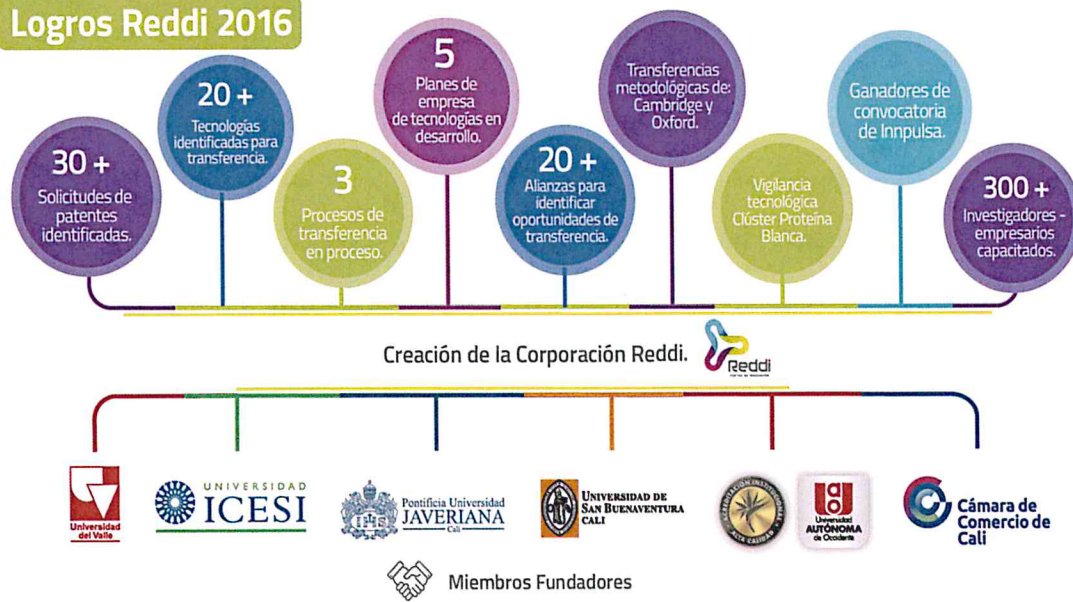 Logros Reddi 2016
30 +
Solicitudes de
patentes
identificadas.
20 +
Tecnologías
identificadas para
transferencia.
3
Procesos de
transferencia
en proceso.
5
Planes de
empresa
de tecnologías en
desarrollo.
20 +
Alianzas para
identificar
oportunidades de
transferencia.
Transferencias
metodológicas de:
Cambridge y
Oxford.
Vigilancia
tecnológica
Clúster Proteína
Blanca.
Ganadores de
convocatoria
de Innpulsa.
300 +
Investigadores -
empresarios
capacitados.
Creación de la Corporación Reddi.
Reddi
Universidad
del Valle
UNIVERSIDAD
ICESI
Pontificia Universidad
JAVERIANA
Cali
UNIVERSIDAD DE
SAN BUENAVENTURA
CALI
ACREDITACIÓN INSTITUCIONAL
ALTA CALIDAD
Universidad
AUTÓNOMA
de Occidente
Cámara de
Comercio de
Cali
Miembros Fundadores